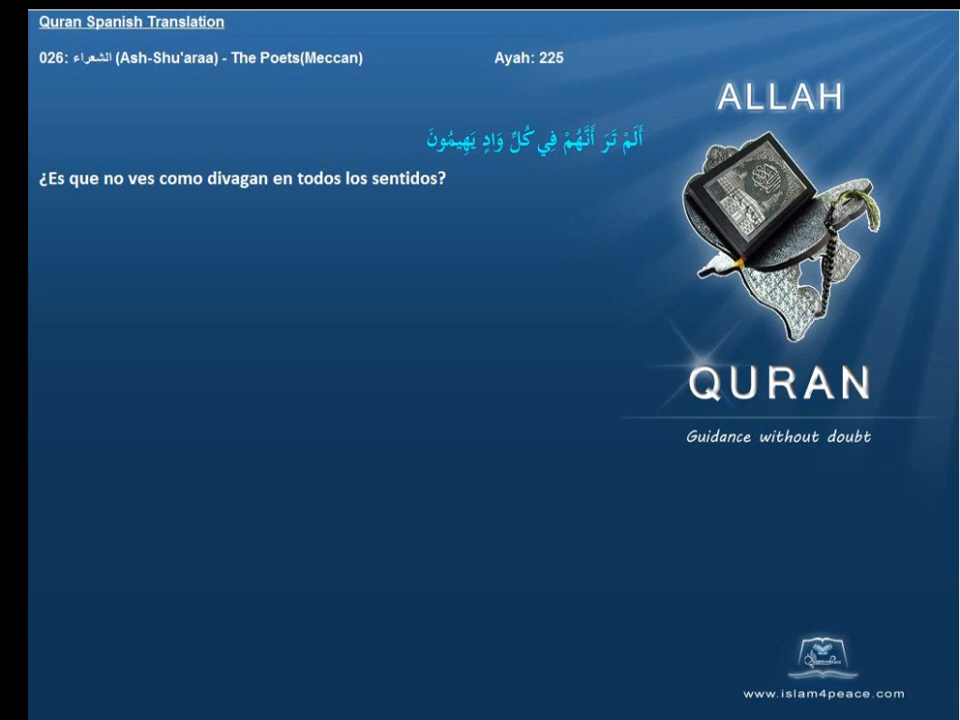 Quran Spanish Translation
026: الشعراء (Ash-Shu'araa) - The Poets(Meccan) Ayah: 225
أَلَمْ تَرَ أَنَّهُمْ فِي كُلِّ وَادٍ يَهِيمُونَ
¿Es que no ves como divagan en todos los sentidos?
ALLAH
QURAN
Guidance without doubt
www.islam4peace.com